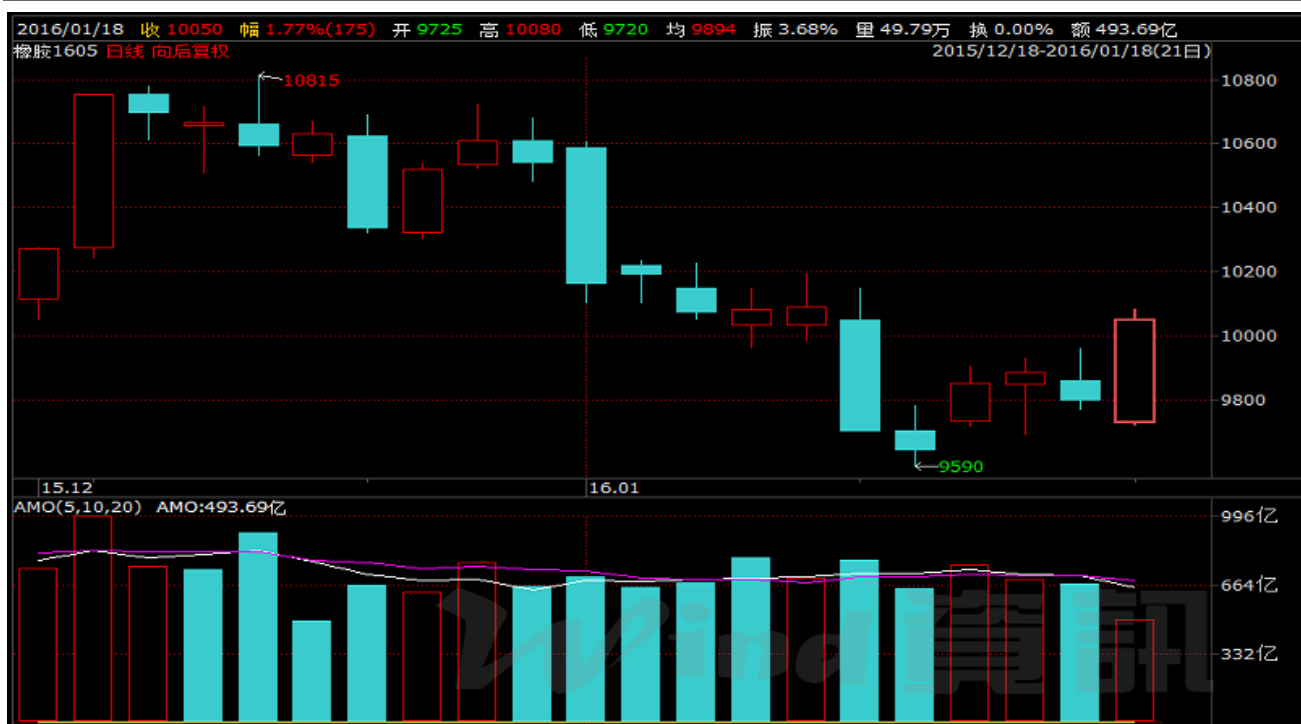 2016/01/18 收 10050 幅 1.77%(175) 开 9725 高 10080 低 9720 均 9894 振 3.68% 量 49.79万 换 0.00% 额 493.69亿
橡胶1605 日线 向后复权 2015/12/18-2016/01/18(21日)
10815
10800
10600
10400
10200
10000
9800
9590
15.12 16.01
AMO(5,10,20) AMO:493.69亿
996亿
664亿
332亿
Wind 資訊